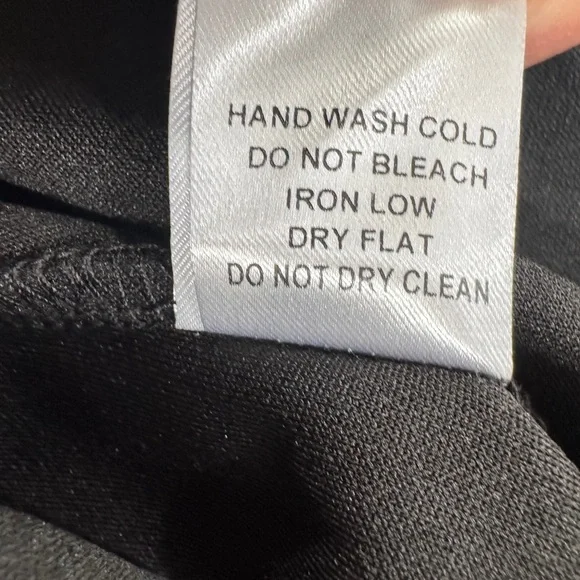 HAND WASH COLD
DO NOT BLEACH
IRON LOW
DRY FLAT
DO NOT DRY CLEAN